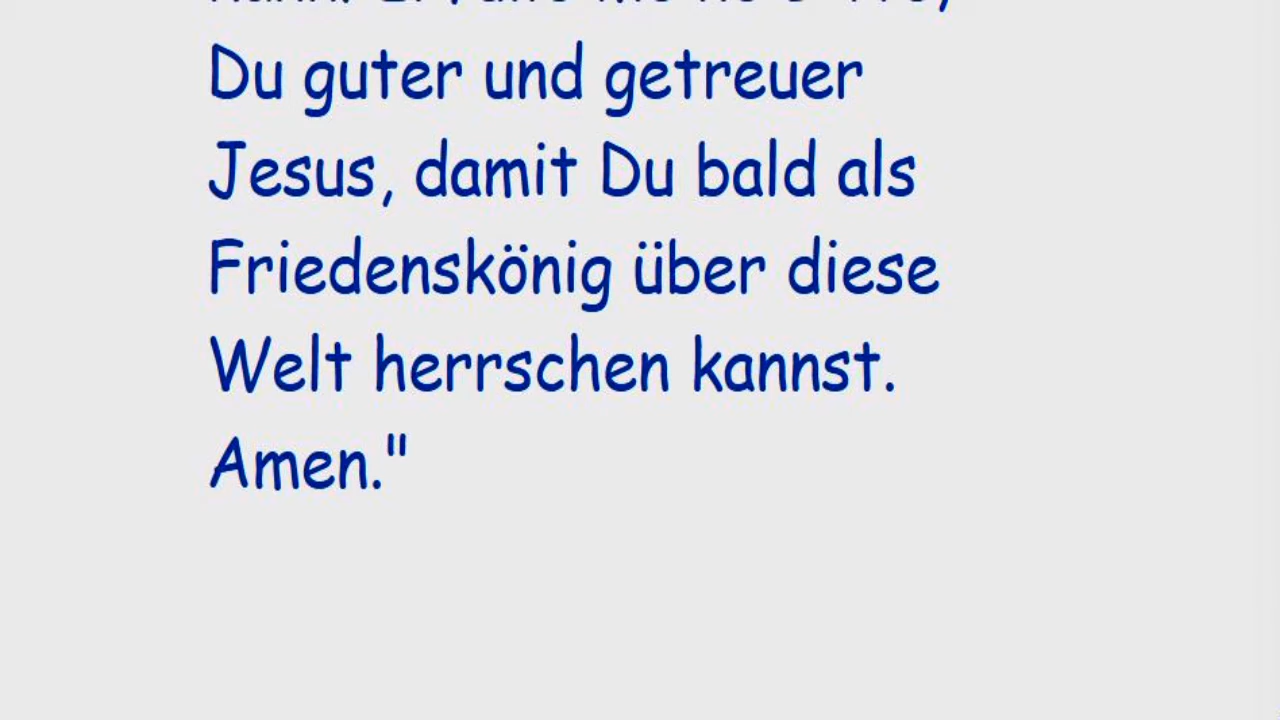 Du guter und getreuer
Jesus, damit Du bald als
Friedenskönig über diese
Welt herrschen kannst.
Amen."